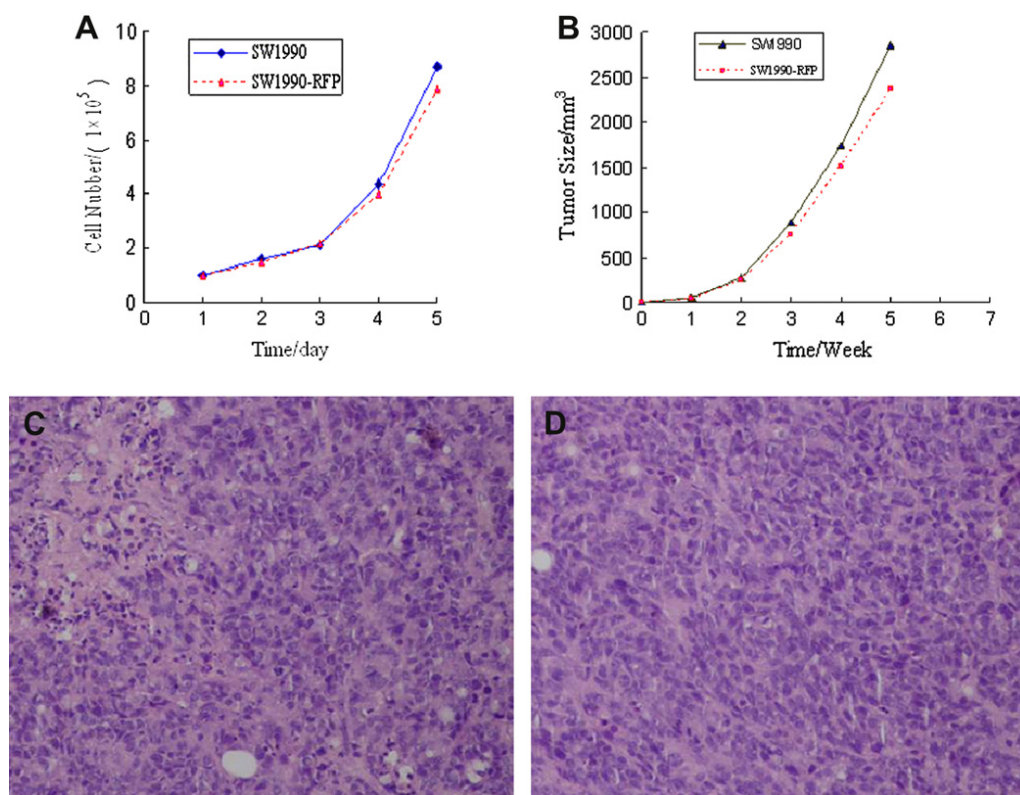 A
10
8
6
4
2
0
Cell Nubber/( 1×10⁵)
SW1990
SW1990-RFP
0 1 2 3 4 5
Time/day
B
3000
2500
2000
1500
1000
500
0
Tumor Size/mm³
SW1990
SW1990-RFP
0 1 2 3 4 5 6 7
Time/Week
C
D